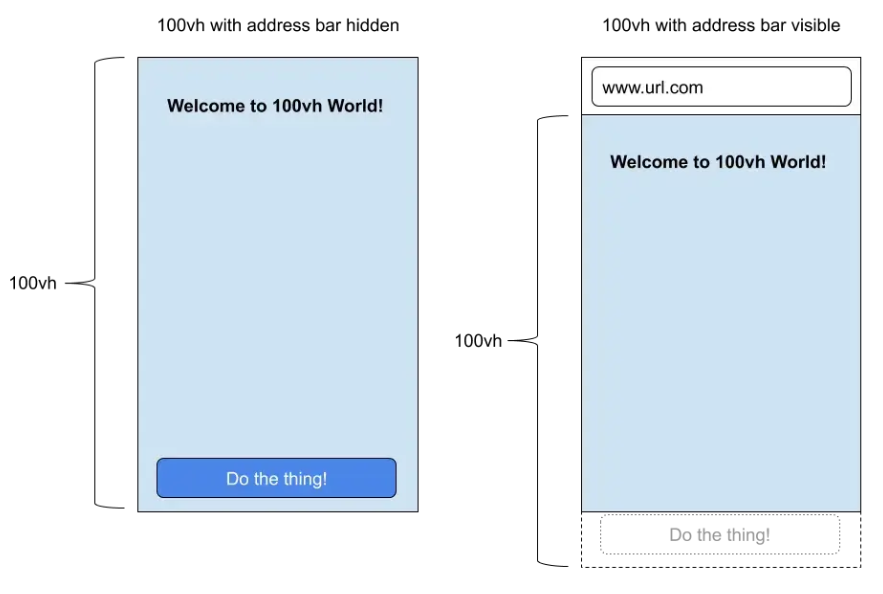 100vh with address bar hidden
Welcome to 100vh World!
100vh
Do the thing!
100vh with address bar visible
www.url.com
Welcome to 100vh World!
100vh
Do the thing!